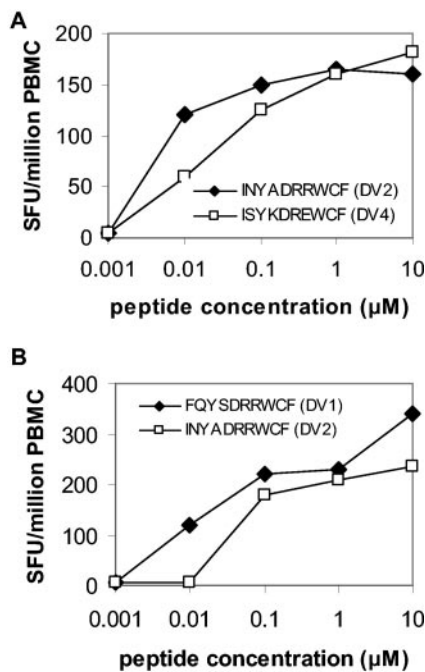 A
SFU/million PBMC
200
150
100
50
0
INYADRRWCF (DV2)
ISYKDREWCF (DV4)
0.001 0.01 0.1 1 10
peptide concentration (µM)
B
SFU/million PBMC
400
300
200
100
0
FQYSDRRWCF (DV1)
INYADRRWCF (DV2)
0.001 0.01 0.1 1 10
peptide concentration (µM)